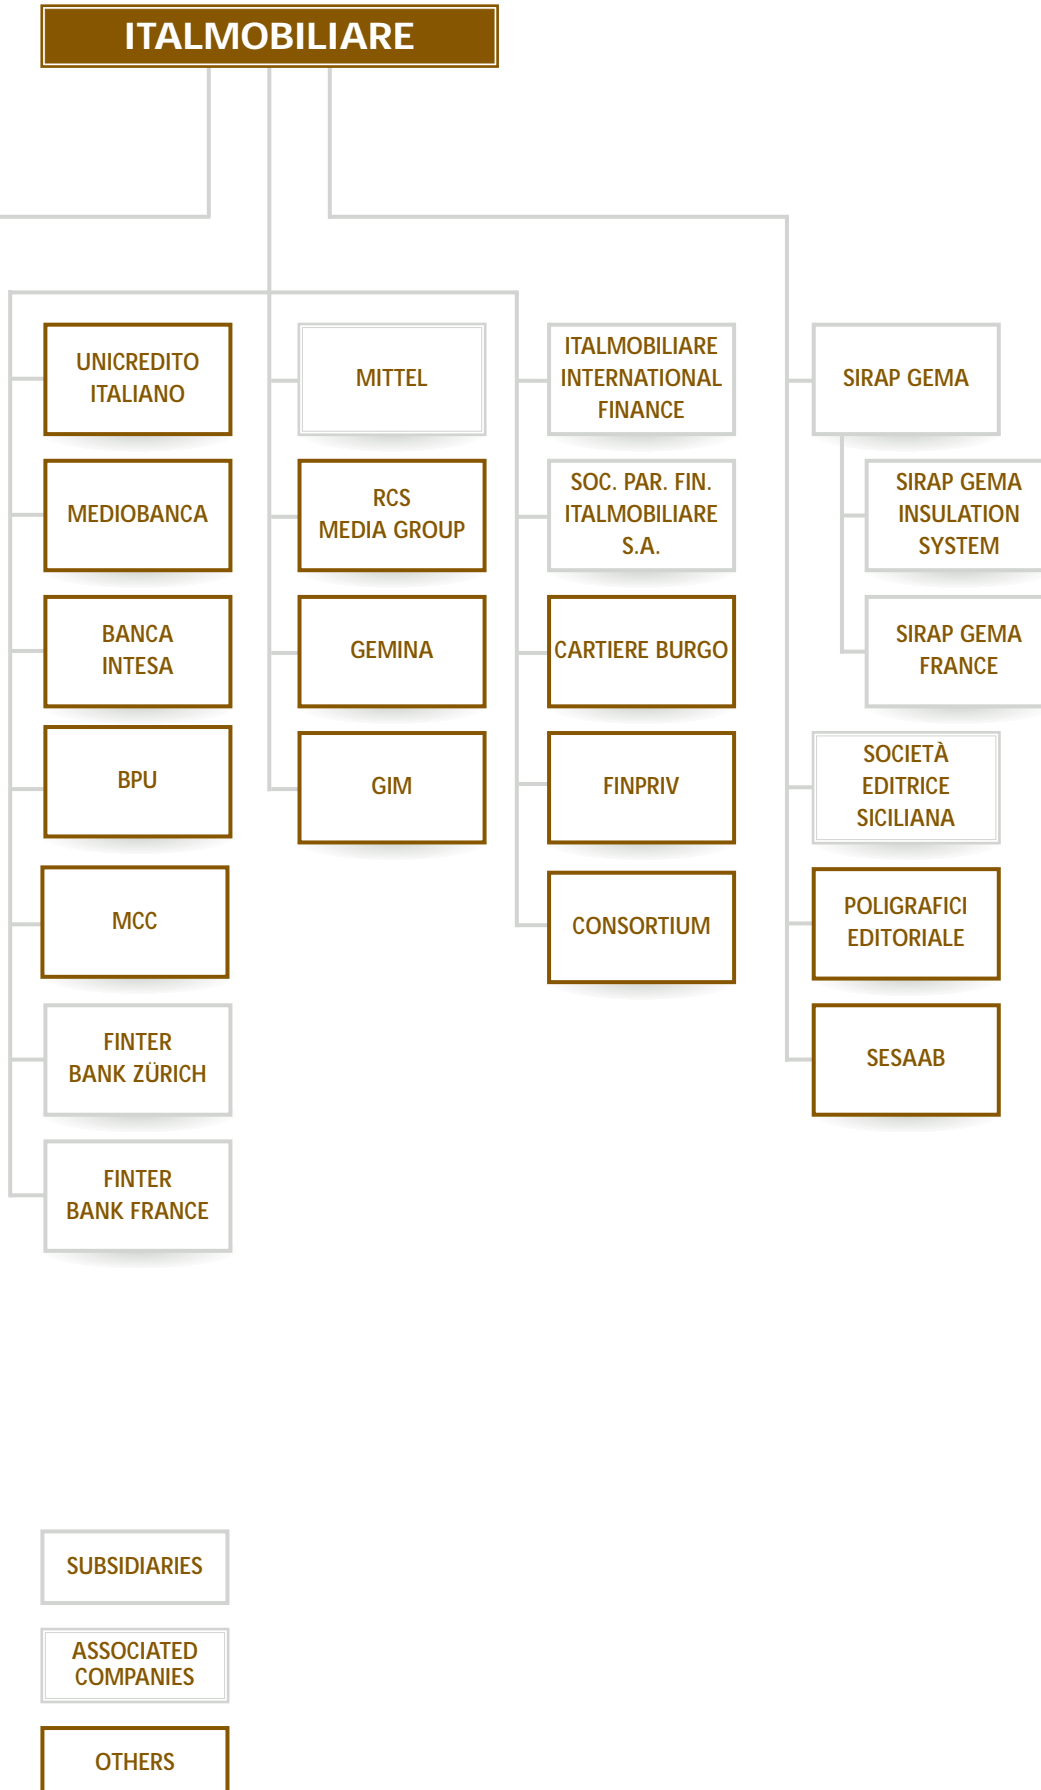 ITALMOBILIARE
UNICREDITO
ITALIANO
MEDIOBANCA
BANCA
INTESA
BPU
MCC
FINTER
BANK ZÜRICH
FINTER
BANK FRANCE
MITTEL
RCS
MEDIA GROUP
GEMINA
GIM
ITALMOBILIARE
INTERNATIONAL
FINANCE
SOC. PAR. FIN.
ITALMOBILIARE
S.A.
CARTIERE BURGO
FINPRIV
CONSORTIUM
SIRAP GEMA
SIRAP GEMA
INSULATION
SYSTEM
SIRAP GEMA
FRANCE
SOCIETÀ
EDITRICE
SICILIANA
POLIGRAFICI
EDITORIALE
SESAAB
SUBSIDIARIES
ASSOCIATED
COMPANIES
OTHERS